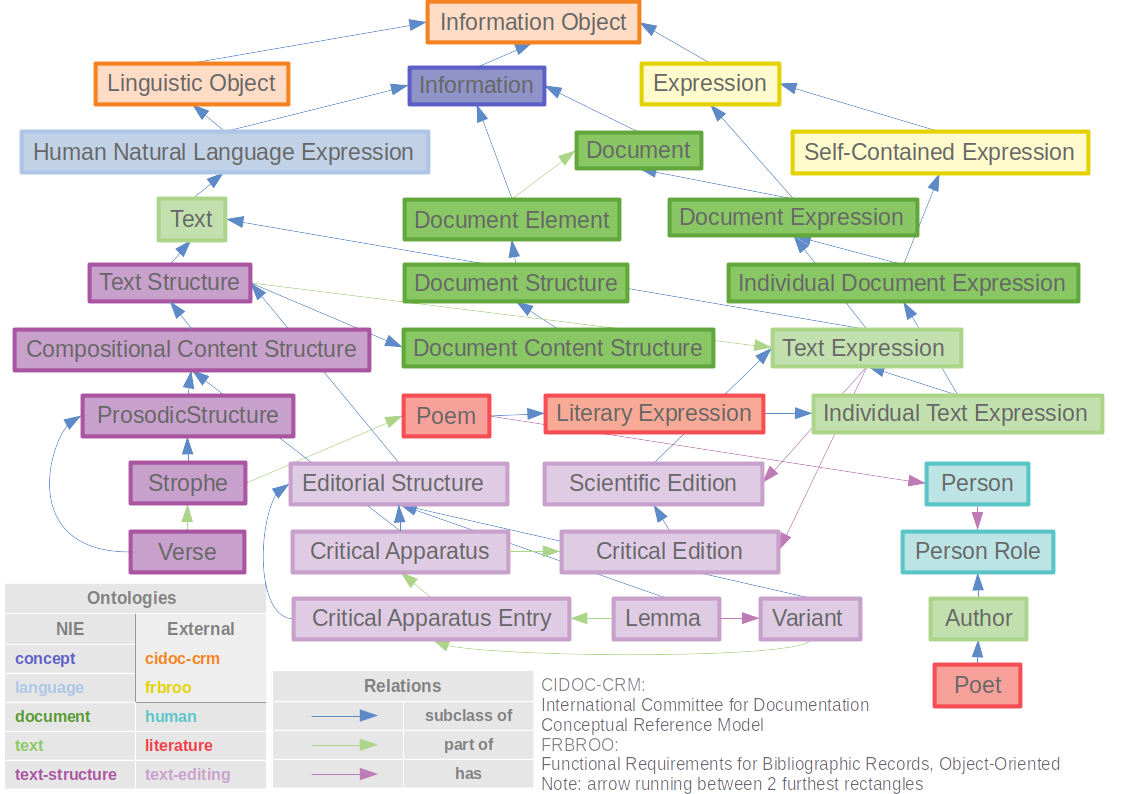 Information Object
Linguistic Object
Information
Expression
Human Natural Language Expression
Document
Self-Contained Expression
Text
Document Element
Document Expression
Text Structure
Document Structure
Individual Document Expression
Compositional Content Structure
Document Content Structure
Text Expression
ProsodicStructure
Poem
Literary Expression
Individual Text Expression
Strophe
Editorial Structure
Scientific Edition
Person
Verse
Critical Apparatus
Critical Edition
Person Role
Critical Apparatus Entry
Lemma
Variant
Author
Poet
Ontologies
NIE
External
concept
cidoc-crm
language
frbroo
document
human
text
literature
text-structure
text-editing
Relations
subclass of
part of
has
CIDOC-CRM:
International Committee for Documentation
Conceptual Reference Model
FRBROO:
Functional Requirements for Bibliographic Records, Object-Oriented
Note: arrow running between 2 furthest rectangles